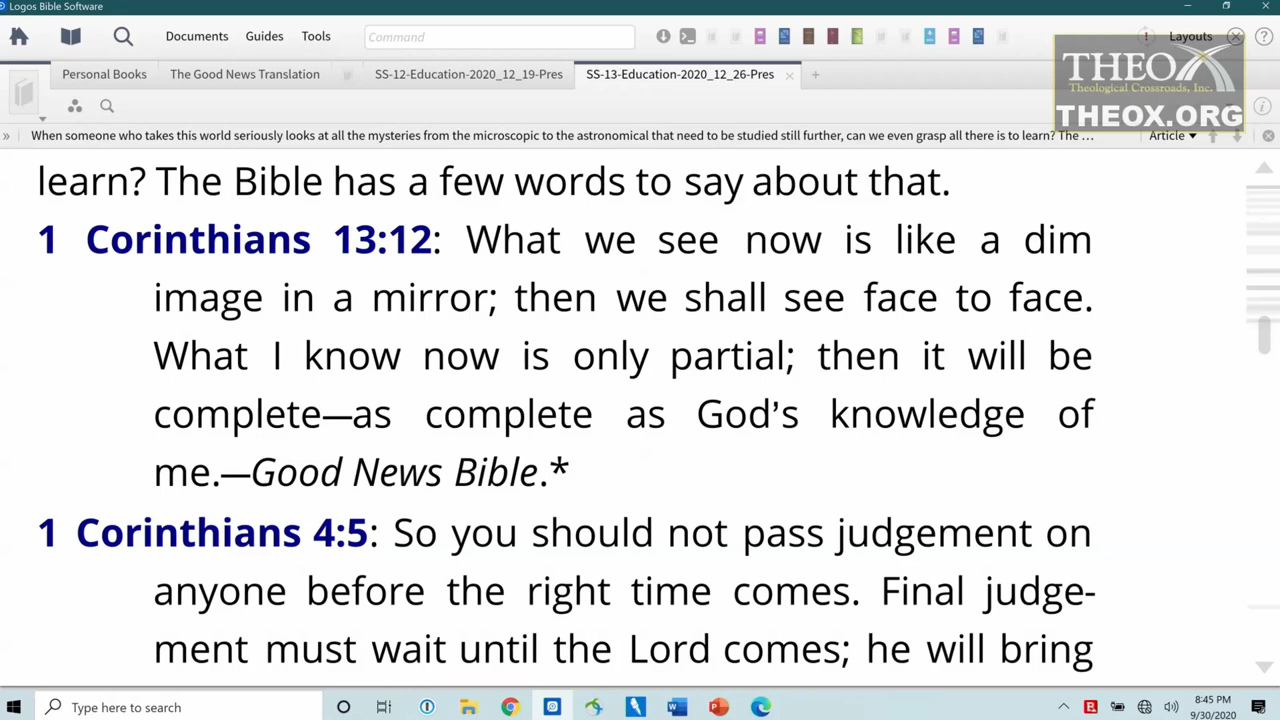 Logos Bible Software
Documents Guides Tools Command Layouts
Personal Books The Good News Translation SS-12-Education-2020_12_19-Pres SS-13-Education-2020_12_26-Pres
THEOX
Theological Crossroads, Inc.
THEOX.ORG
When someone who takes this world seriously looks at all the mysteries from the microscopic to the astronomical that need to be studied still further, can we even grasp all there is to learn? The ... Article
learn? The Bible has a few words to say about that.
1 Corinthians 13:12: What we see now is like a dim
image in a mirror; then we shall see face to face.
What I know now is only partial; then it will be
complete—as complete as God’s knowledge of
me.—Good News Bible.*
1 Corinthians 4:5: So you should not pass judgement on
anyone before the right time comes. Final judge-
ment must wait until the Lord comes; he will bring
Type here to search
8:45 PM
9/30/2020